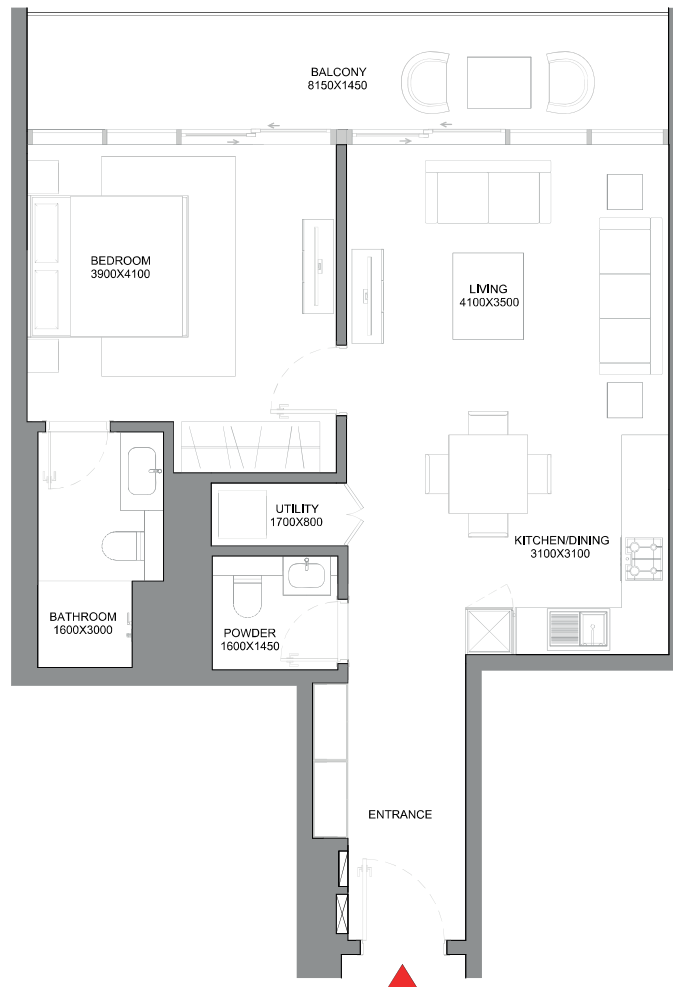 BALCONY
8150X1450
BEDROOM
3900X4100
LIVING
4100X3500
UTILITY
1700X800
KITCHEN/DINING
3100X3100
BATHROOM
1600X3000
POWDER
1600X1450
ENTRANCE